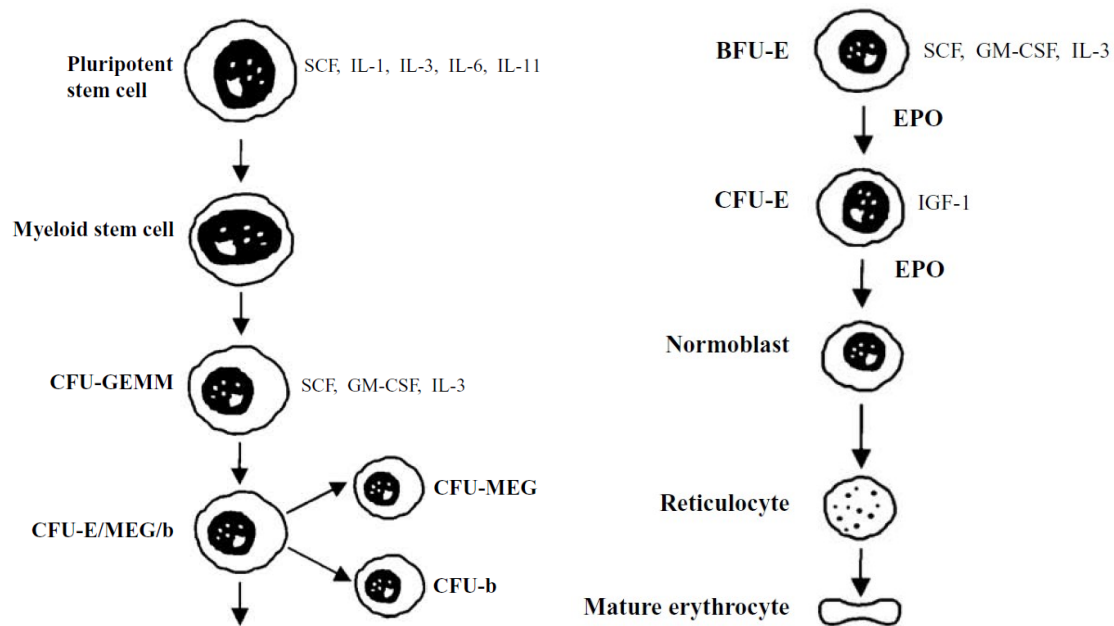 Pluripotent
stem cell
SCF, IL-1, IL-3, IL-6, IL-11
Myeloid stem cell
CFU-GEMM
SCF, GM-CSF, IL-3
CFU-E/MEG/b
CFU-MEG
CFU-b
BFU-E
SCF, GM-CSF, IL-3
EPO
CFU-E
IGF-1
EPO
Normoblast
Reticulocyte
Mature erythrocyte